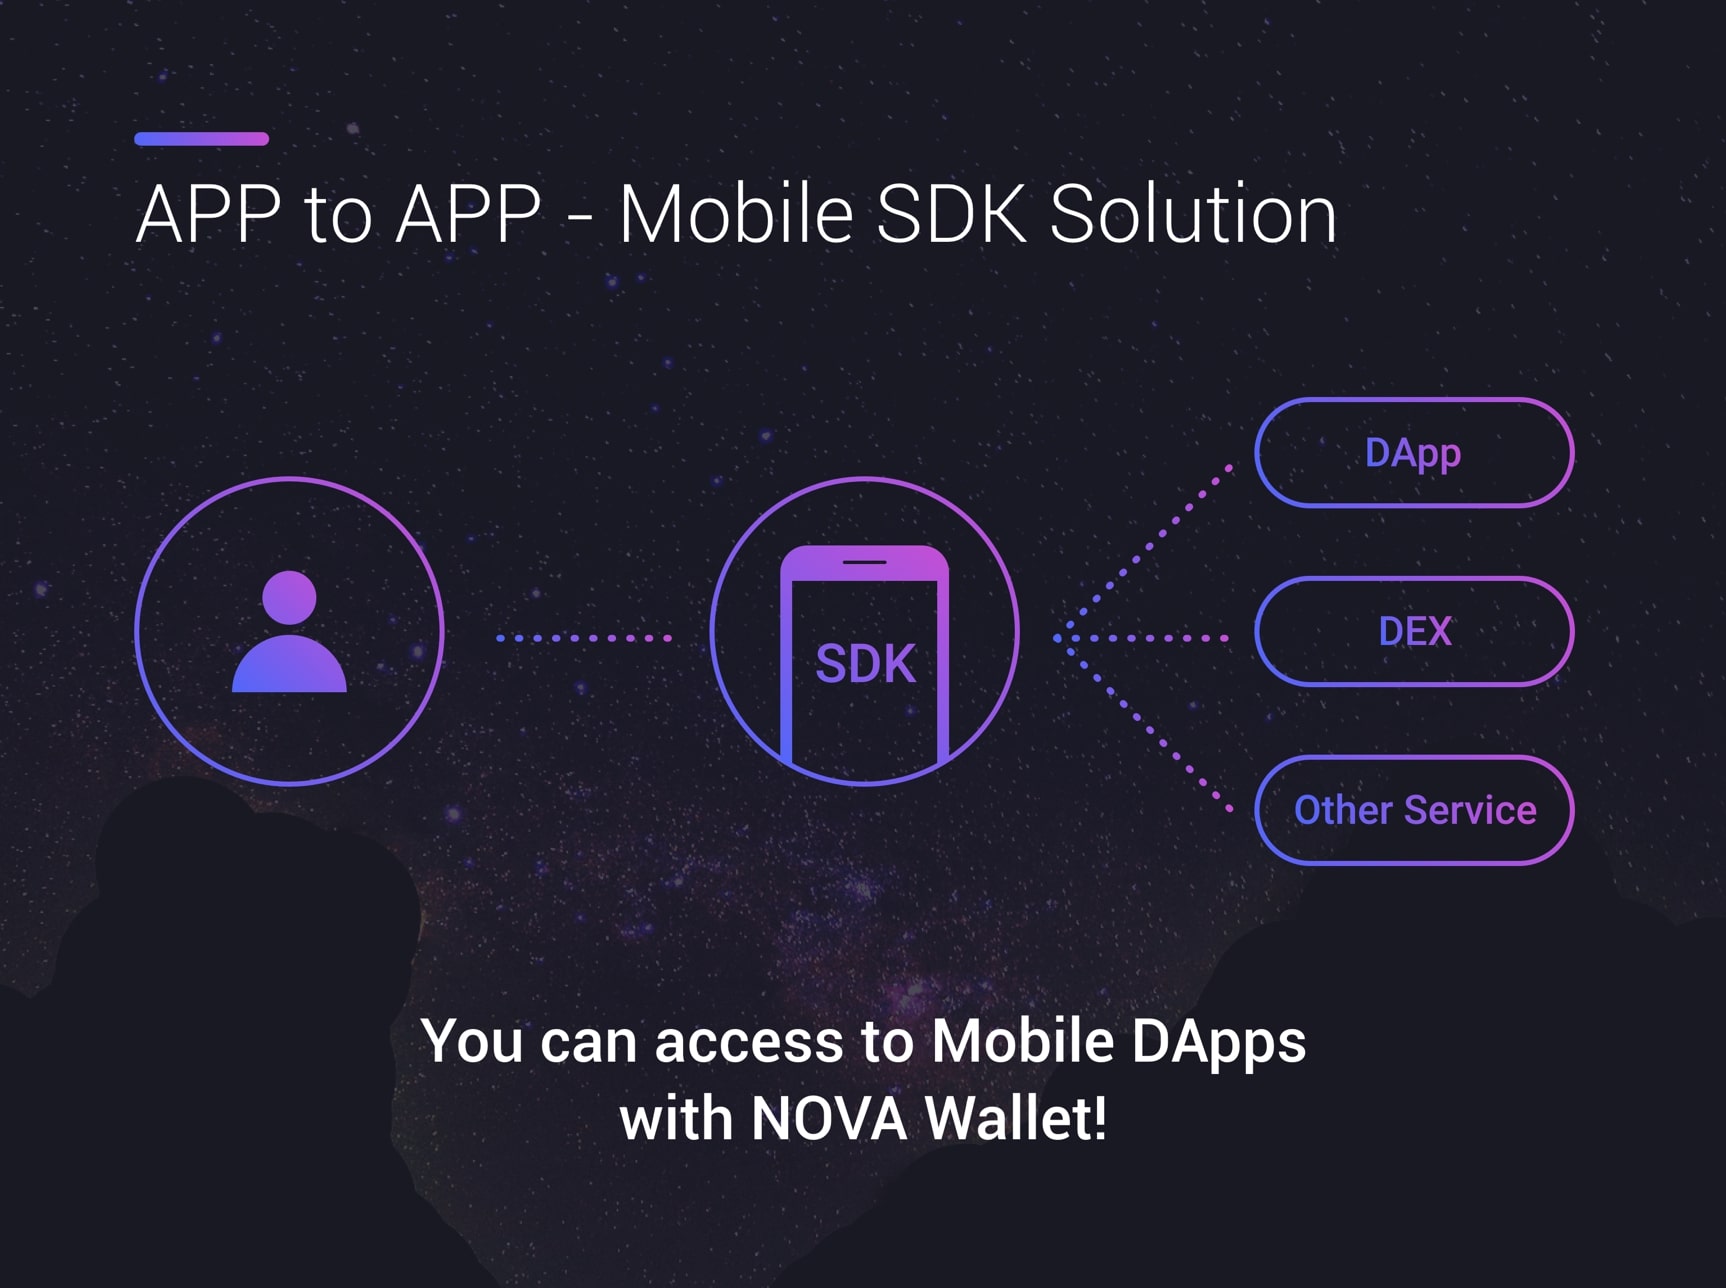 APP to APP - Mobile SDK Solution
SDK
DApp
DEX
Other Service
You can access to Mobile DApps
with NOVA Wallet!